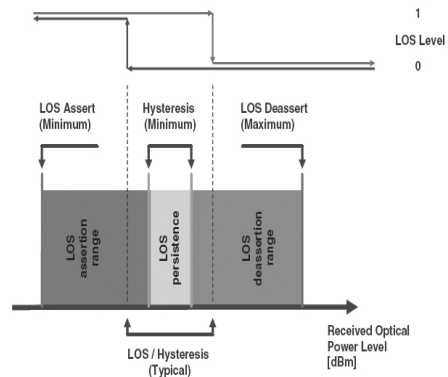 1
LOS Level
0
LOS Assert
(Minimum)
Hysteresis
(Minimum)
LOS Deassert
(Maximum)
LOS
assertion
range
LOS
persistence
LOS
deassertion
range
Received Optical
Power Level
[dBm]
LOS / Hysteresis
(Typical)